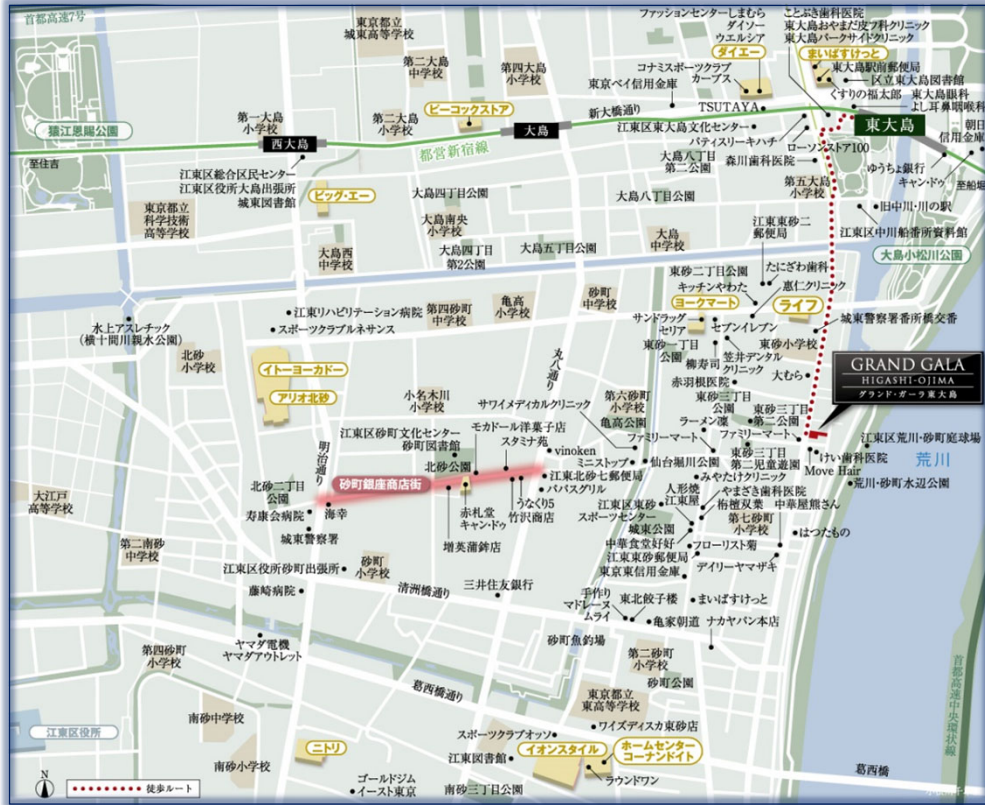 首都高速7号
東京都立
城東高等学校
ファッションセンターしまむら
ダイソー
ウエルシア
ダイエー
ことぶき歯科医院
東大島おやまだ皮フ科クリニック
東大島パークサイドクリニック
まいばすけっと
第二大島
中学校
第四大島
小学校
コナミスポーツクラブ
カーブス
東京ベイ信用金庫
東大島駅前郵便局
区立東大島図書館
くすりの福太郎
東大島眼科
よし耳鼻咽喉科
ピーコックストア
TSUTAYA
新大橋通り
猿江恩賜公園
第一大島
小学校
第二大島
小学校
大島
江東区東大島文化センター
東大島
朝日
信用金庫
西大島
パティスリーキハチ
ローソンストア100
至住吉
都営新宿線
大島八丁目
第二公園
森川歯科医院
ゆうちょ銀行
キャン・ドゥ
至船堀
江東区総合区民センター
江東区役所大島出張所
城東図書館
第五大島
小学校
ビッグ・エー
大島四丁目公園
大島八丁目公園
東京都立
科学技術
高等学校
旧中川・川の駅
大島南央
小学校
江東東砂二
郵便局
江東区中川船番所資料館
大島西
中学校
大島四丁目
第2公園
大島五丁目公園
大島
中学校
大島小松川公園
東砂二丁目公園
たにざわ歯科
キッチンやわた
恵仁クリニック
砂町
中学校
ヨークマート
ライフ
亀高
小学校
第四砂町
中学校
江東リハビリテーション病院
スポーツクラブルネサンス
サンドラッグ
セリア
セブンイレブン
城東警察署番所橋交番
水上アスレチック
(横十間川親水公園)
東砂一丁目
公園
東砂小学校
北砂
小学校
笠井デンタル
クリニック
柳寿司
丸八通り
イトーヨーカドー
赤羽根医院
大むら
GRAND GALA
HIGASHI-OJIMA
グランド・ガーラ東大島
アリオ北砂
小名木川
小学校
第六砂町
小学校
東砂三丁目
公園
東砂三丁目
第二公園
サワイメディカルクリニック
亀高公園
ラーメン凜
モカドール洋菓子店
スタミナ苑
江東区砂町文化センター
砂町図書館
ファミリーマート
ファミリーマート
江東区荒川・砂町庭球場
明治通り
vinoken
ミニストップ
仙台堀川公園
東砂三丁目
第二児童遊園
けい歯科医院
荒川
Move Hair
北砂公園
江東北砂七郵便局
みやたけクリニック
荒川・砂町水辺公園
砂町銀座商店街
パパスグリル
人形焼
江東屋
やまざき歯科医院
うなくり5
竹沢商店
栢檀双葉
中華屋熊さん
大江戸
高等学校
北砂二丁目
公園
海幸
赤札堂
キャンドゥ
江東区東砂
スポーツセンター
第七砂町
小学校
寿康会病院
城東公園
はつたもの
城東警察署
増英蒲鉾店
中華食堂好好
フローリスト菊
第二南砂
中学校
江東東砂郵便局
デイリーヤマザキ
砂町
小学校
東京東信用金庫
江東区役所砂町出張所
清洲橋通り
三井住友銀行
手作り
マドレーヌ
ムライ
東北餃子楼
まいばすけっと
藤崎病院
亀家朝道
ナカヤパン本店
砂町魚釣場
ヤマダ電機
ヤマダアウトレット
第四砂町
小学校
第二砂町
小学校
砂町公園
葛西橋通り
東京都立
東高等学校
首都高速中央環状線
南砂中学校
ワイズディスカ東砂店
江東区役所
スポーツクラブオッソ
ニトリ
イオンスタイル
ホームセンター
コーナンドイト
江東図書館
南砂小学校
ラウンドワン
葛西橋
N
徒歩ルート
ゴールドジム
イースト東京
南砂三丁目公園